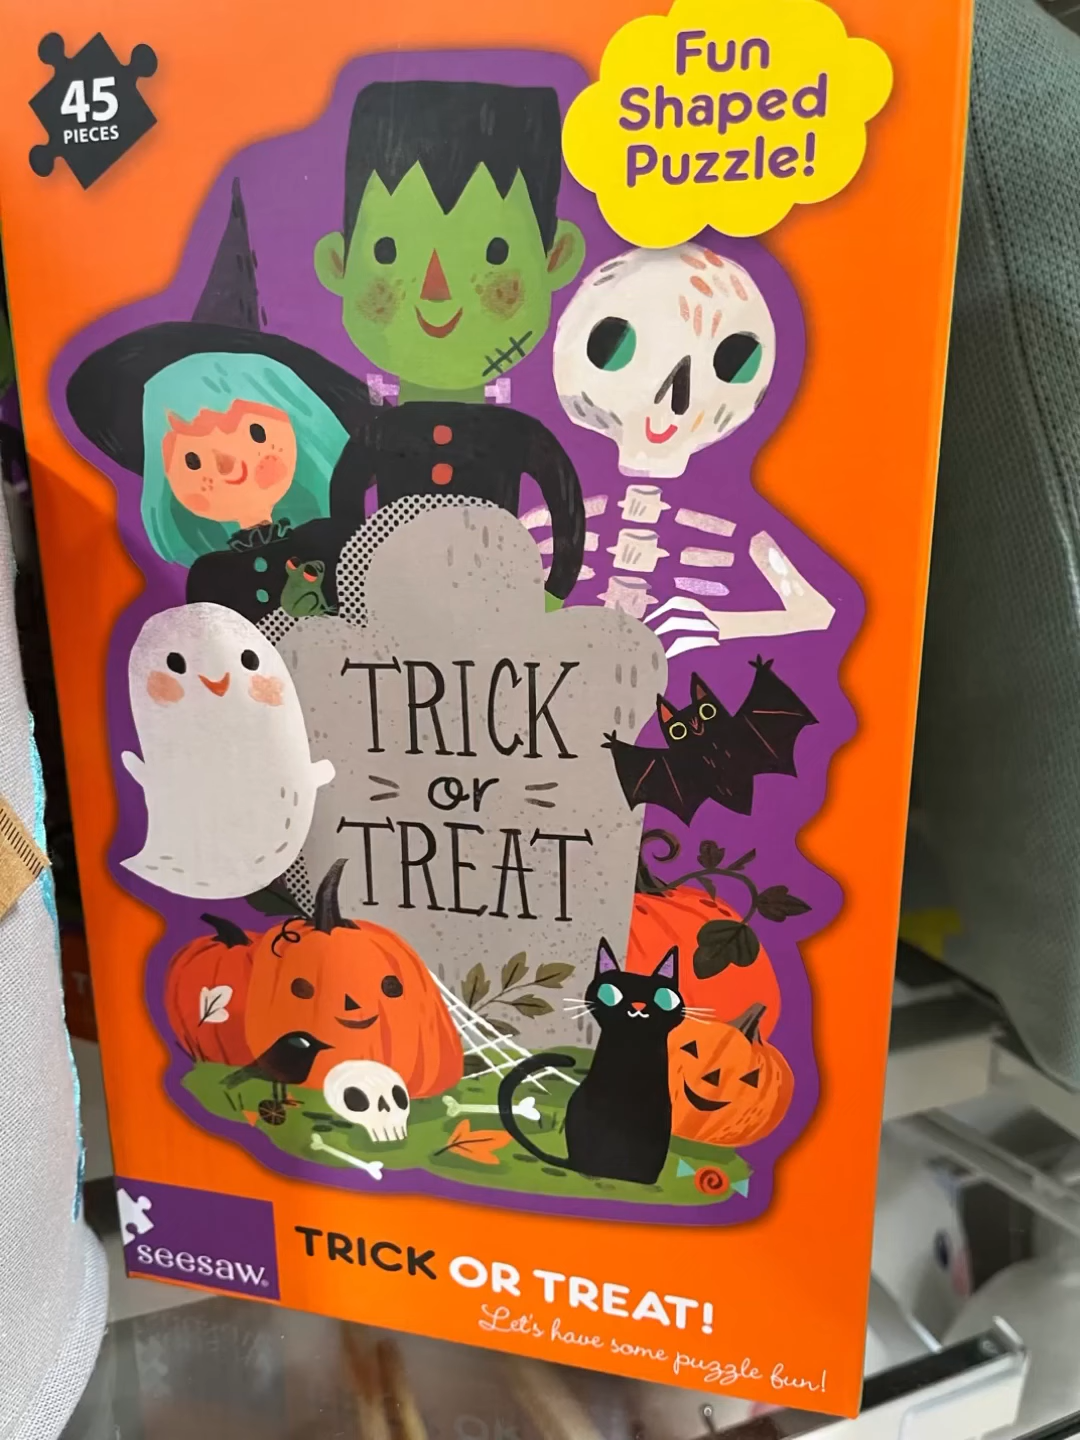 45
PIECES
Fun
Shaped
Puzzle!
TRICK
or
TREAT
seesaw®
TRICK OR TREAT!
Let's have some puzzle fun!